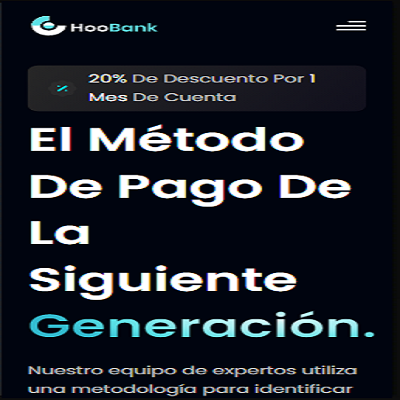 HooBank
20% De Descuento Por 1
Mes De Cuenta
El Método
De Pago De
La
Siguiente
Generación.
Nuestro equipo de expertos utiliza
una metodología para identificar